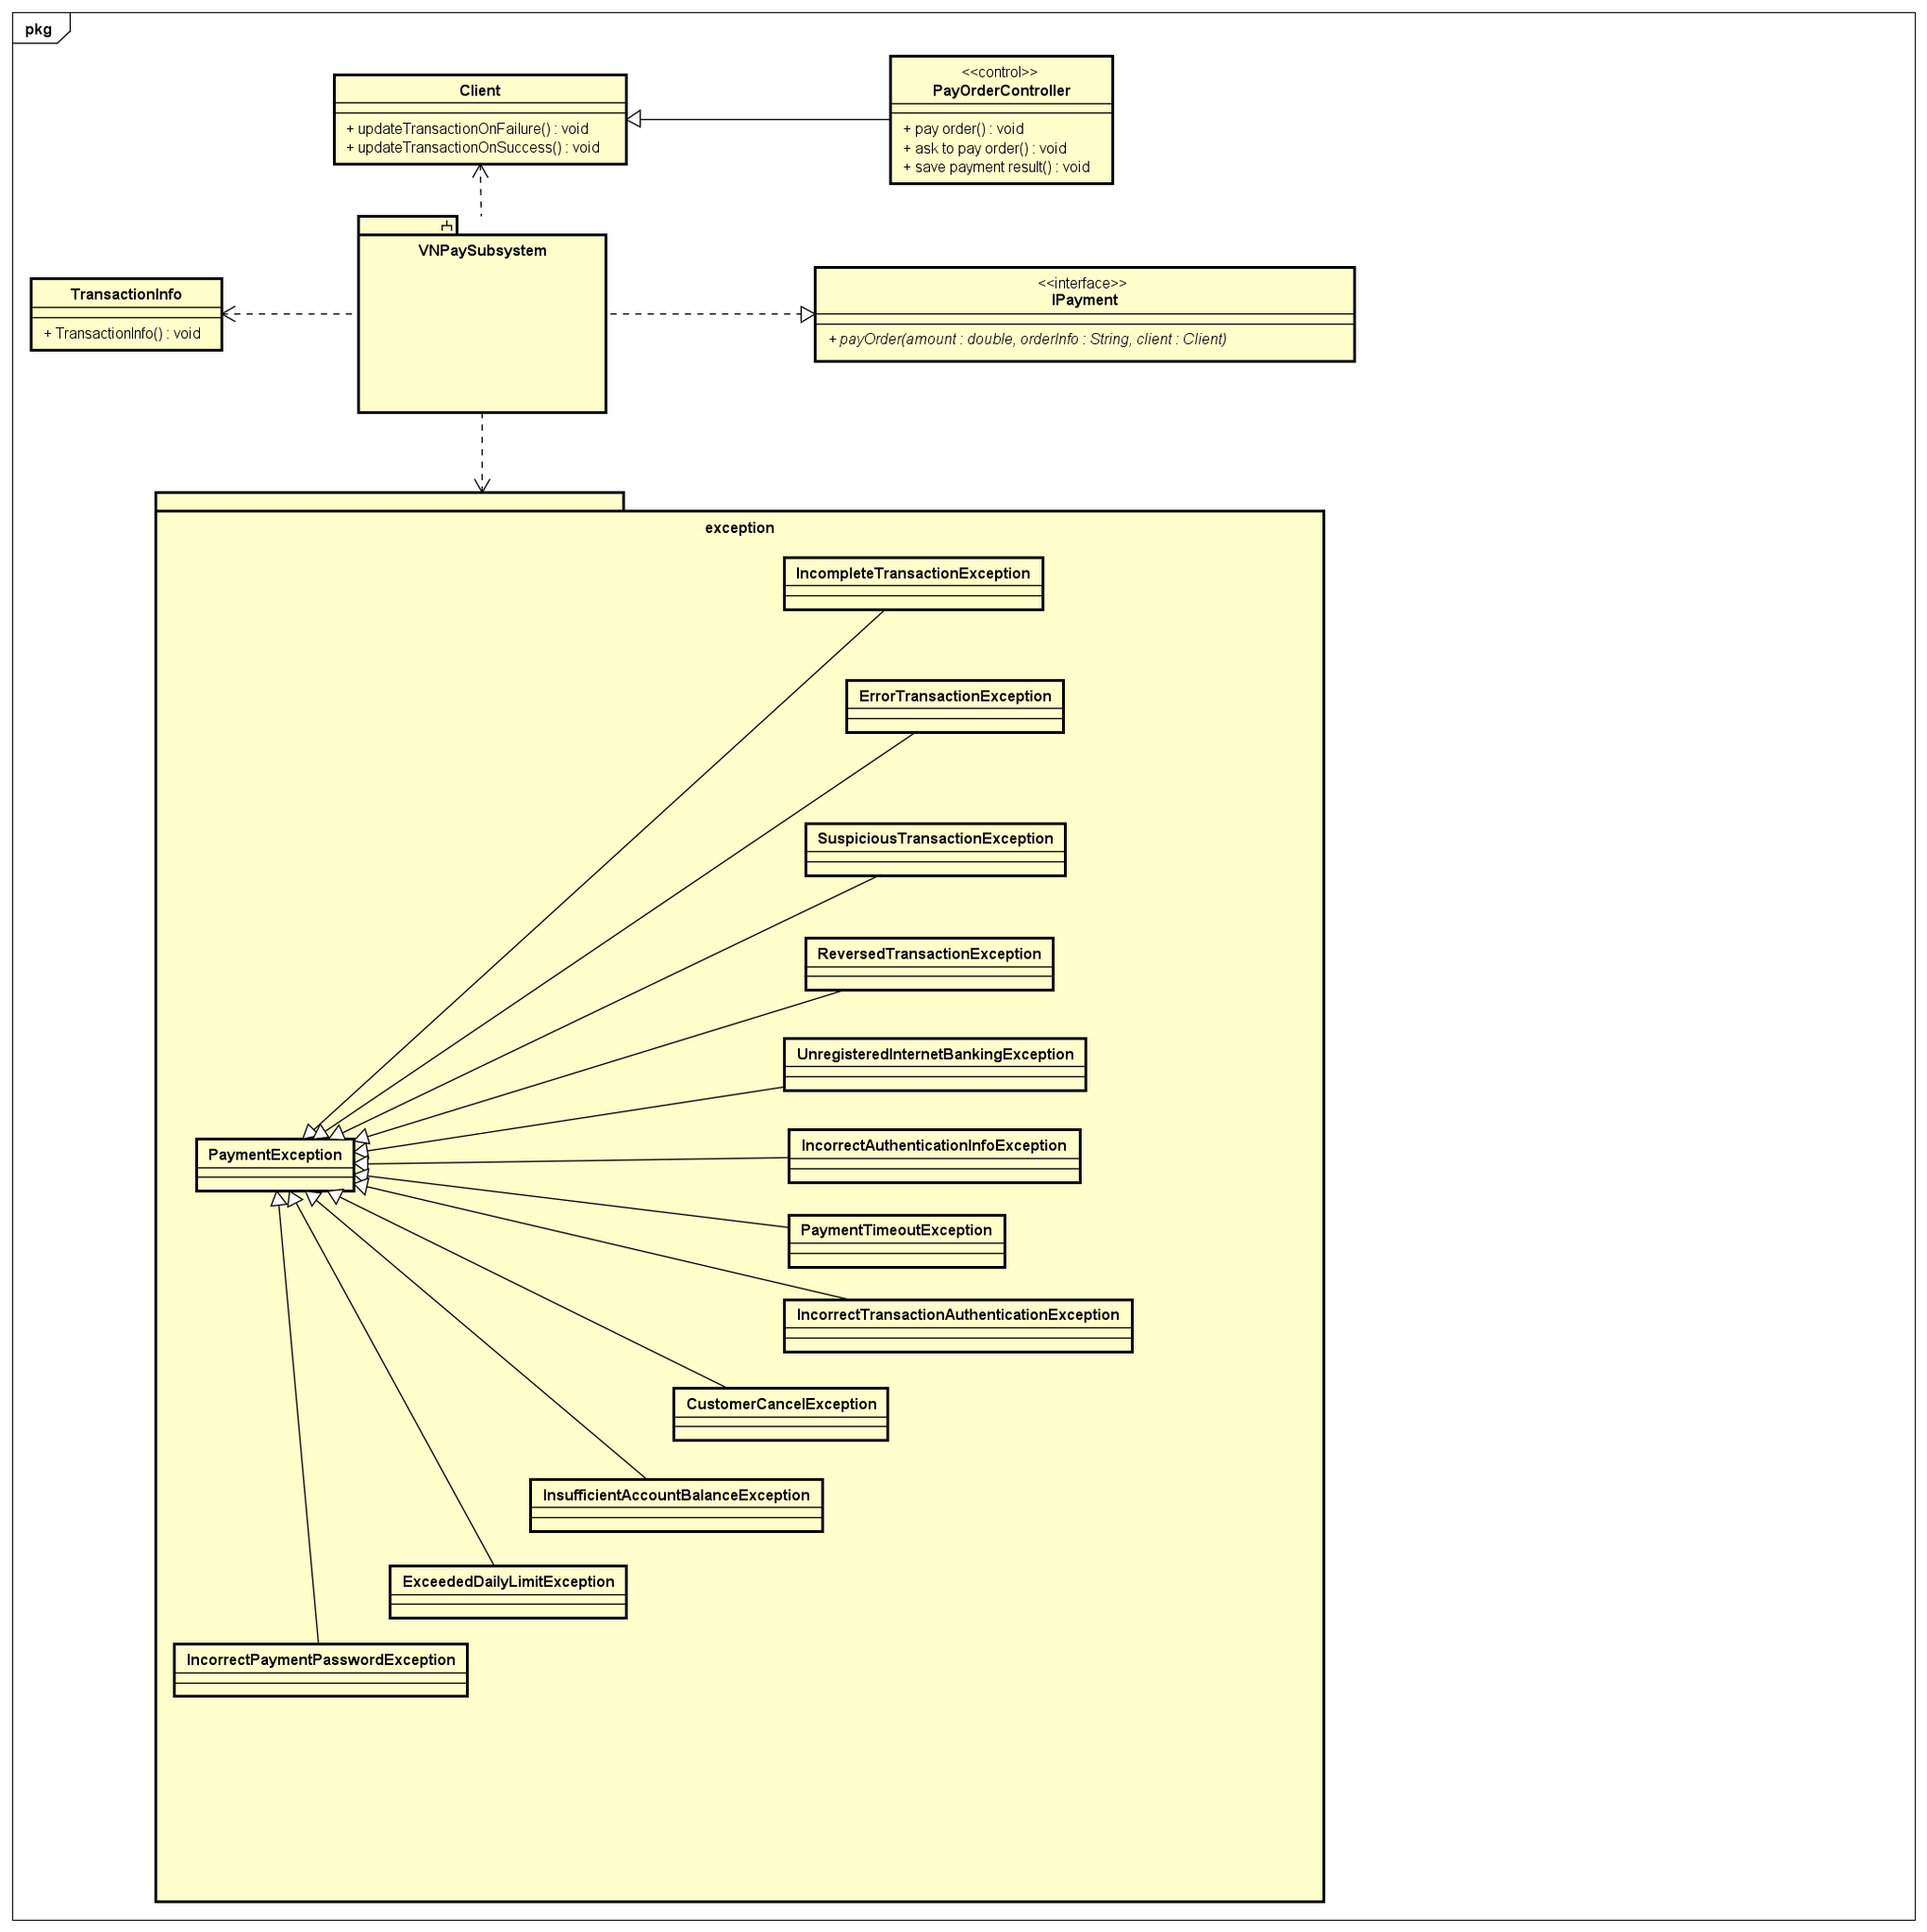 pkg
Client
+ updateTransactionOnFailure() : void
+ updateTransactionOnSuccess() : void
<<control>>
PayOrderController
+ pay order() : void
+ ask to pay order() : void
+ save payment result() : void
VNPaySubsystem
TransactionInfo
+ TransactionInfo() : void
<<interface>>
IPayment
+ payOrder(amount : double, orderInfo : String, client : Client)
exception
IncompleteTransactionException
ErrorTransactionException
SuspiciousTransactionException
ReversedTransactionException
UnregisteredInternetBankingException
PaymentException
IncorrectAuthenticationInfoException
PaymentTimeoutException
IncorrectTransactionAuthenticationException
CustomerCancelException
InsufficientAccountBalanceException
ExceededDailyLimitException
IncorrectPaymentPasswordException